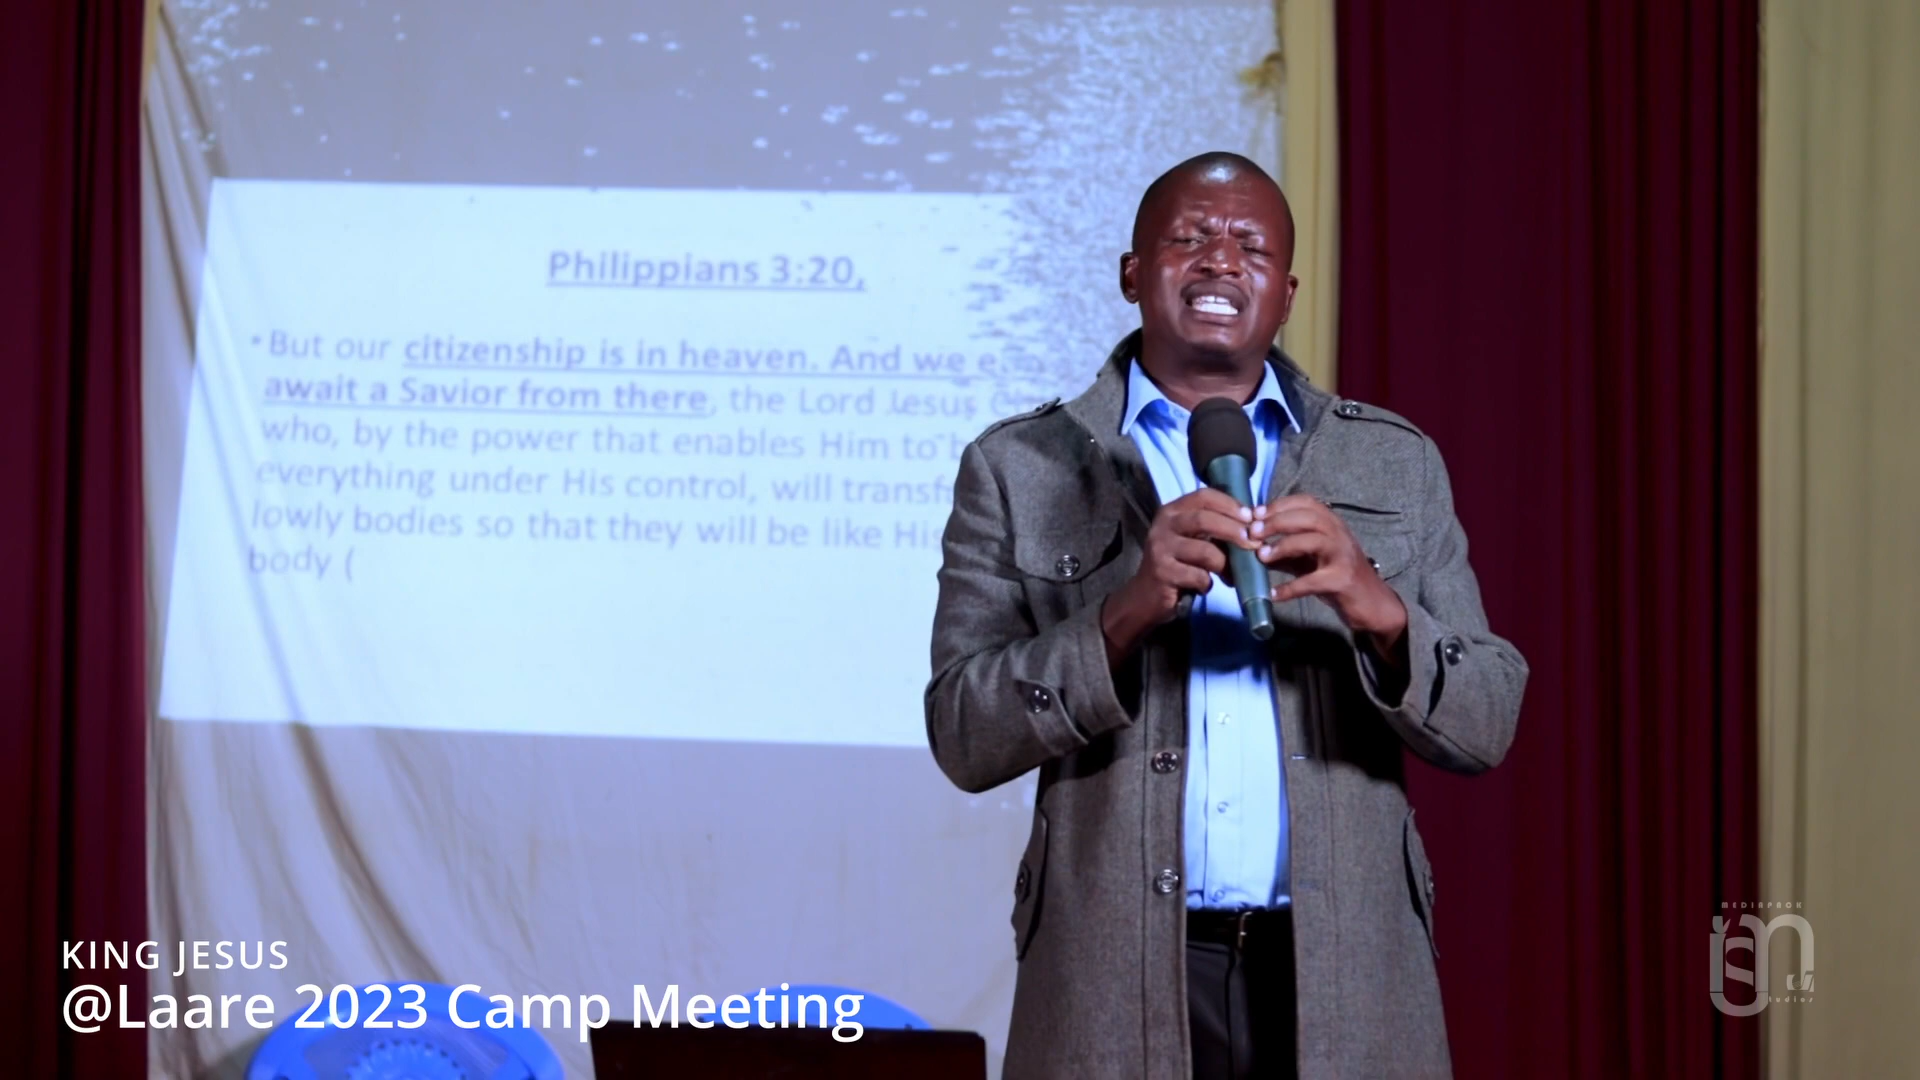 Philippians 3:20,
• But our citizenship is in heaven. And we
await a Savior from there, the Lord Jesus
who, by the power that enables Him to
everything under His control, will
lowly bodies so that they will be like His
body (
KING JESUS
@Laare 2023 Camp Meeting
MEDIAPACK